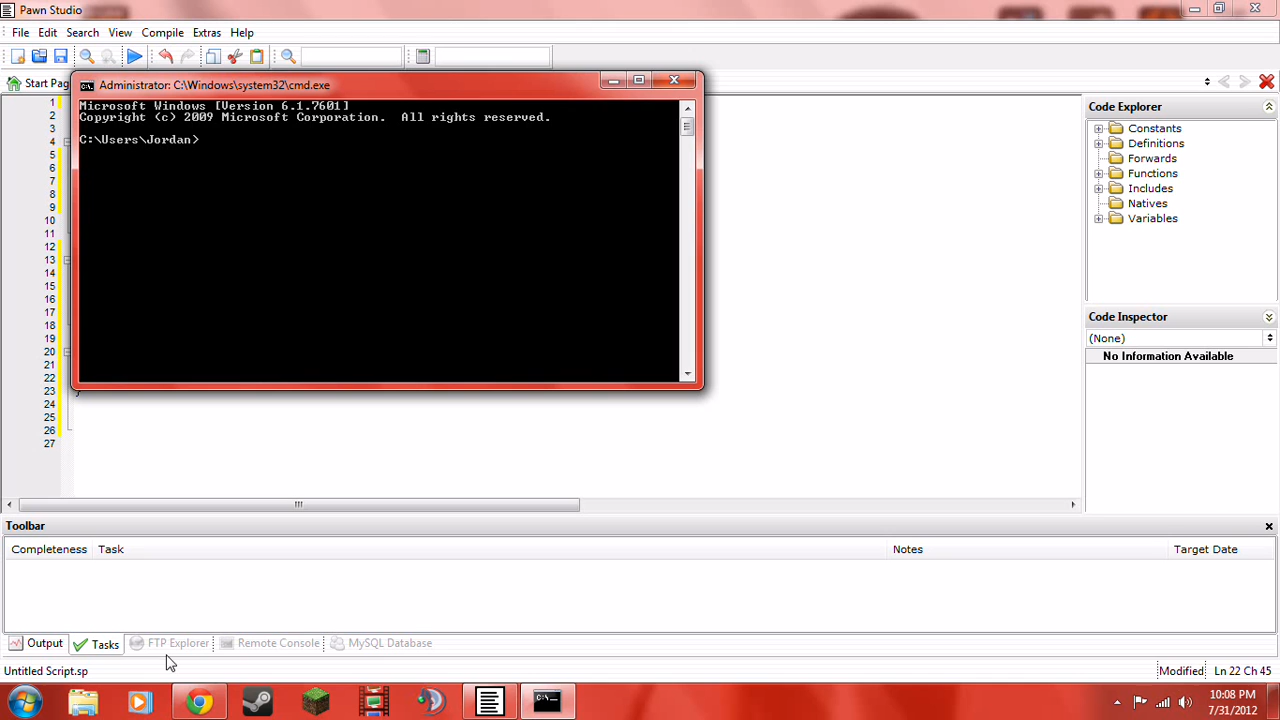 Pawn Studio
File Edit Search View Compile Extras Help
Start Pag
Administrator: C:\Windows\system32\cmd.exe
Microsoft Windows [Version 6.1.7601]
Copyright (c) 2009 Microsoft Corporation.  All rights reserved.
C:\Users\Jordan>
1
2
3
4
5
6
7
8
9
10
11
12
13
14
15
16
17
18
19
20
21
22
23
24
25
26
27
}
Code Explorer
Constants
Definitions
Forwards
Functions
Includes
Natives
Variables
Code Inspector
(None)
No Information Available
Toolbar
Completeness Task Notes Target Date
Output Tasks FTP Explorer Remote Console MySQL Database
Untitled Script.sp Modified Ln 22 Ch 45
10:08 PM
7/31/2012